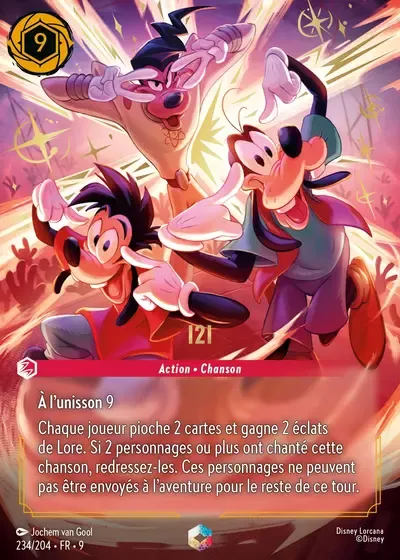 9
121
Action • Chanson
À l'unisson 9
Chaque joueur pioche 2 cartes et gagne 2 éclats
de Lore. Si 2 personnages ou plus ont chanté cette
chanson, redressez-les. Ces personnages ne peuvent
pas être envoyés à l'aventure pour le reste de ce tour.
Jochem van Gool
234/204 • FR • 9
Disney Lorcana
©Disney